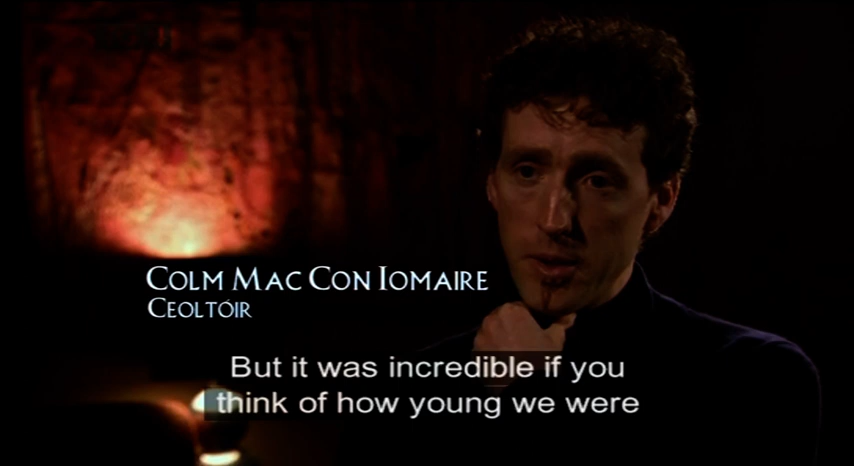 COLM MAC CON IOMAIRE
CEOLTÓIR
But it was incredible if you
think of how young we were